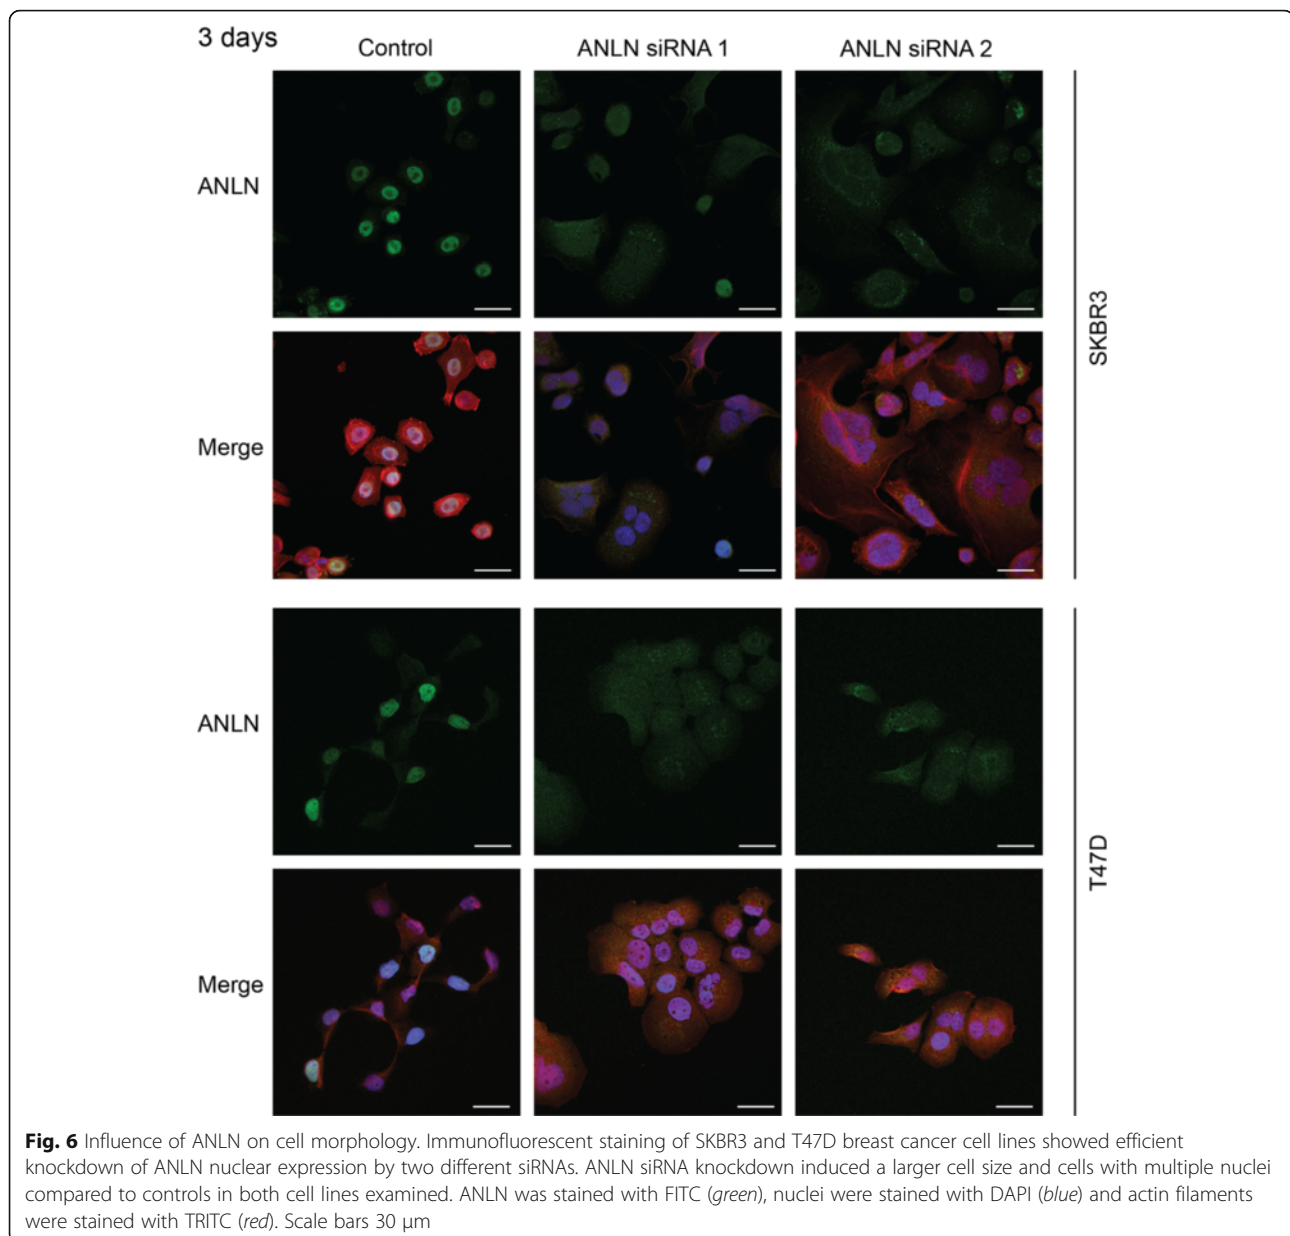 3 days
Control
ANLN siRNA 1
ANLN siRNA 2
ANLN
Merge
SKBR3
ANLN
Merge
T47D
Fig. 6 Influence of ANLN on cell morphology. Immunofluorescent staining of SKBR3 and T47D breast cancer cell lines showed efficient
knockdown of ANLN nuclear expression by two different siRNAs. ANLN siRNA knockdown induced a larger cell size and cells with multiple nuclei
compared to controls in both cell lines examined. ANLN was stained with FITC (green), nuclei were stained with DAPI (blue) and actin filaments
were stained with TRITC (red). Scale bars 30 μm